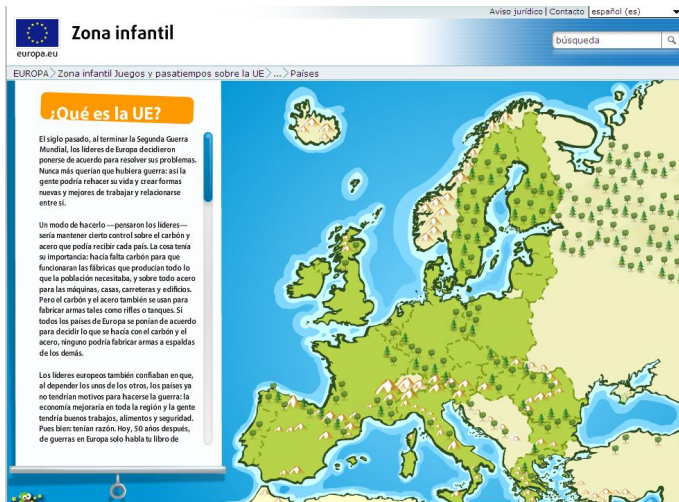 Aviso jurídico | Contacto español (es)
Zona infantil
europa.eu
búsqueda
EUROPA Zona infantil Juegos y pasatiempos sobre la UE ... Países
¿Qué es la UE?
El siglo pasado, al terminar la Segunda Guerra
Mundial, los líderes de Europa decidieron
ponerse de acuerdo para resolver sus problemas.
Nunca más querían que hubiera guerra: así la
gente podría rehacer su vida y crear formas
nuevas y mejores de trabajar y relacionarse
entre sí.
Un modo de hacerlo —pensaron los líderes—
sería mantener cierto control sobre el carbón y
acero que podía recibir cada país. La cosa tenía
su importancia: hacía falta carbón para que
funcionaran las fábricas que producían todo lo
que la población necesitaba, y sobre todo acero
para las máquinas, casas, carreteras y edificios.
Pero el carbón y el acero también se usan para
fabricar armas tales como rifles o tanques. Si
todos los países de Europa se ponían de acuerdo
para decidir lo que se hacía con el carbón y el
acero, ninguno podría fabricar armas a espaldas
de los demás.
Los líderes europeos también confiaban en que,
al depender los unos de los otros, los países ya
no tendrían motivos para hacerse la guerra: la
economía mejoraría en toda la región y la gente
tendría buenos trabajos, alimentos y seguridad.
Pues bien: tenían razón. Hoy, 50 años después,
de guerras en Europa solo habla tu libro de